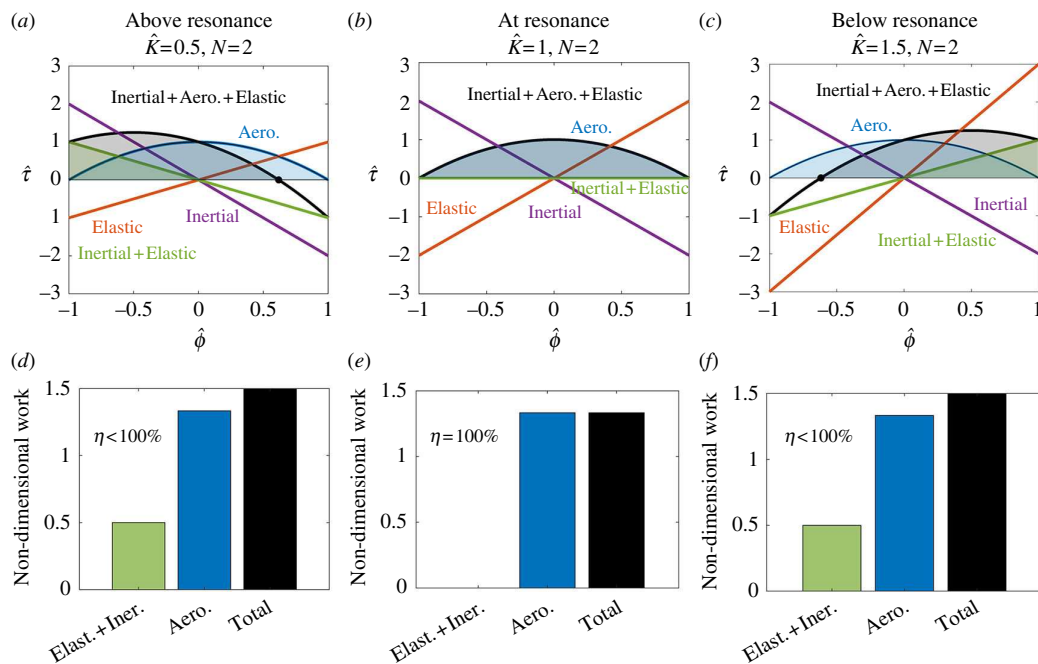 (a) Above resonance
K̂=0.5, N=2
3
2
1
0
−1
−2
−3
τ̂
Inertial+Aero.+Elastic
Aero.
Elastic
Inertial
Inertial+Elastic
−1 −0.5 0 0.5 1
ϕ̂
(b) At resonance
K̂=1, N=2
3
2
1
0
−1
−2
−3
τ̂
Inertial+Aero.+Elastic
Aero.
Inertial+Elastic
Elastic
Inertial
−1 −0.5 0 0.5 1
ϕ̂
(c) Below resonance
K̂=1.5, N=2
3
2
1
0
−1
−2
−3
τ̂
Inertial+Aero.+Elastic
Aero.
Elastic
Inertial
Inertial+Elastic
−1 −0.5 0 0.5 1
ϕ̂
(d)
Non-dimensional work
1.5
1
0.5
0
η<100%
Elast.+Iner. Aero. Total
(e)
Non-dimensional work
1.5
1
0.5
0
η=100%
Elast.+Iner. Aero. Total
(f)
Non-dimensional work
1.5
1
0.5
0
η<100%
Elast.+Iner. Aero. Total